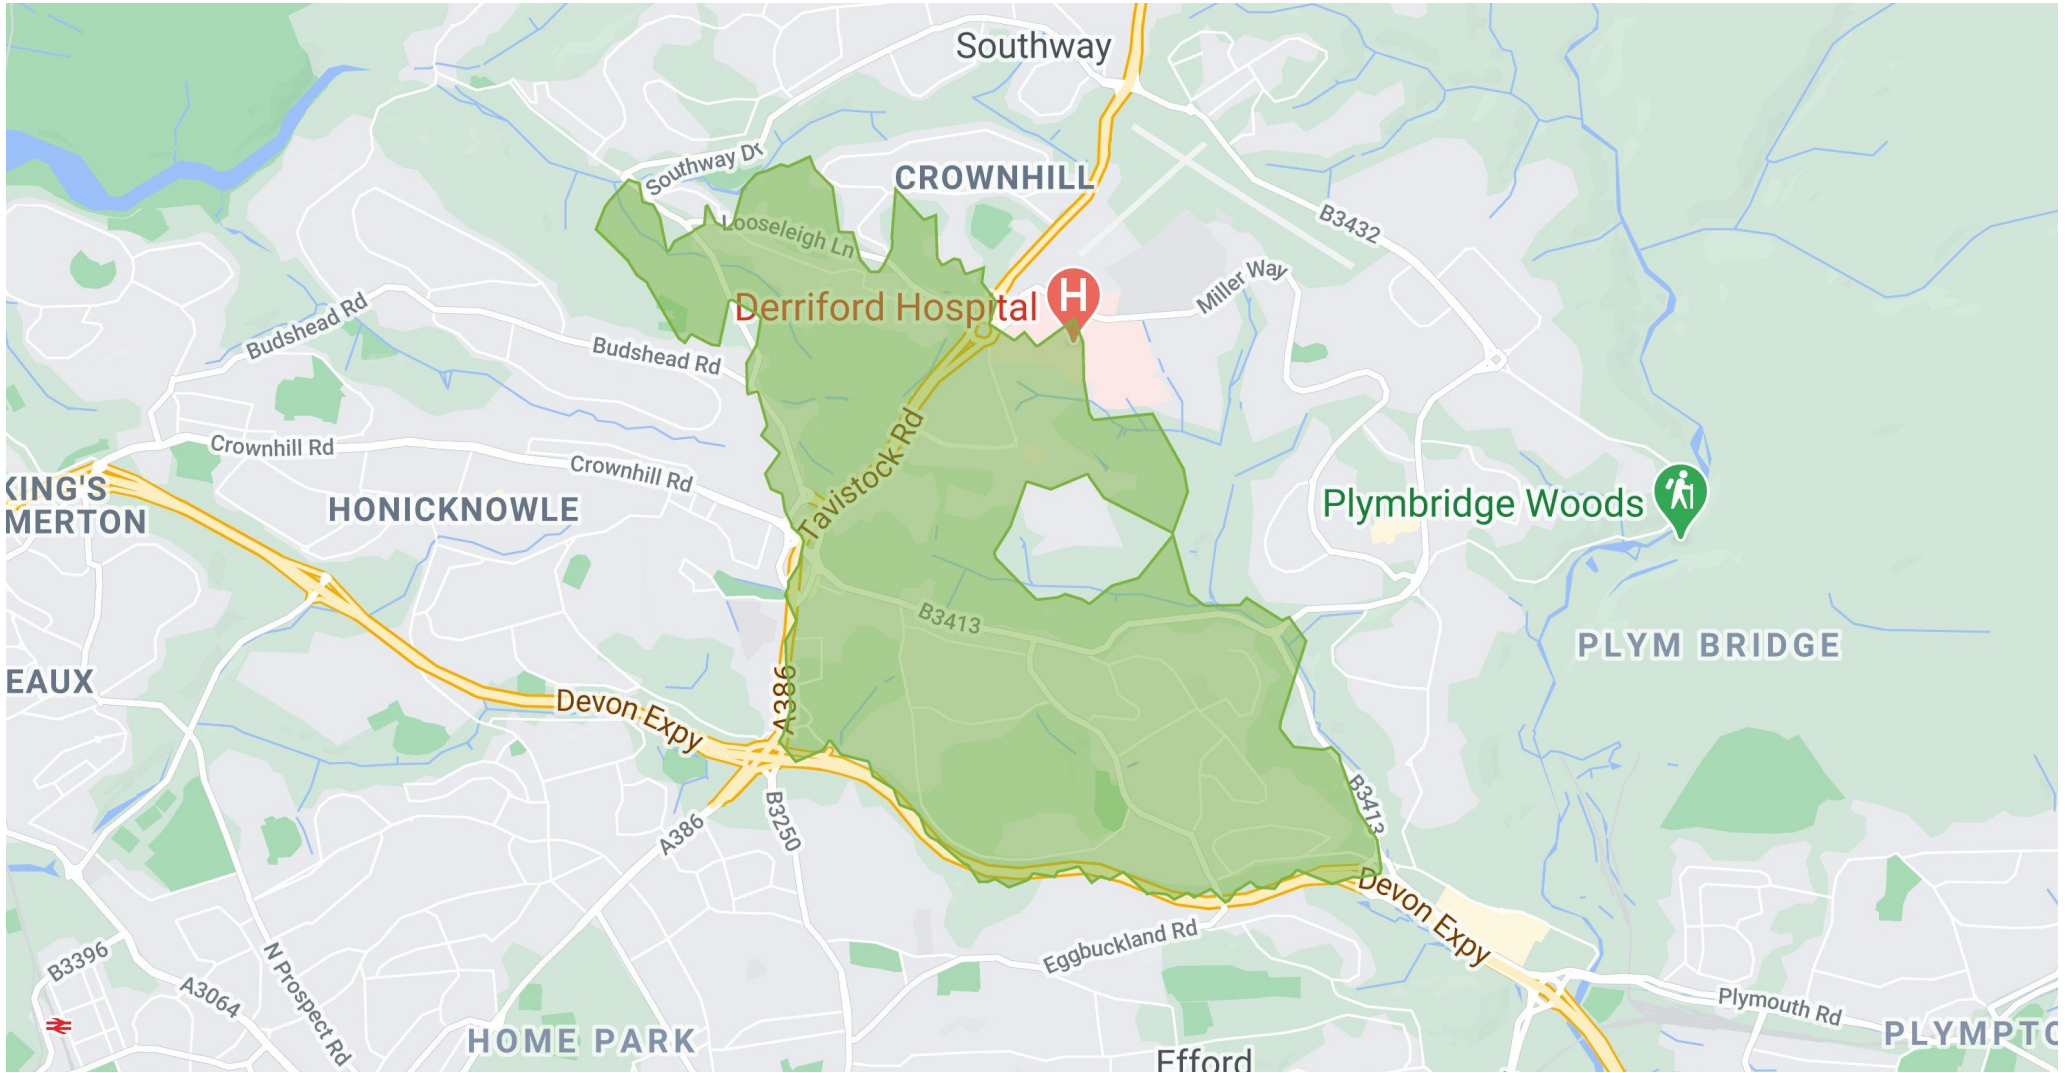 Southway
Southway Dr
CROWNHILL
Looseleigh Ln
B3432
Miller Way
Derriford Hospital
H
Budshead Rd
Budshead Rd
Tavistock Rd
Crownhill Rd
Crownhill Rd
KING'S
MERTON
HONICKNOWLE
Plymbridge Woods
B3413
PLYM BRIDGE
EAUX
A386
Devon Expy
B3413
B3250
A386
Devon Expy
Eggbuckland Rd
B3396
N Prospect Rd
A3064
Plymouth Rd
HOME PARK
PLYMPTO
Efford